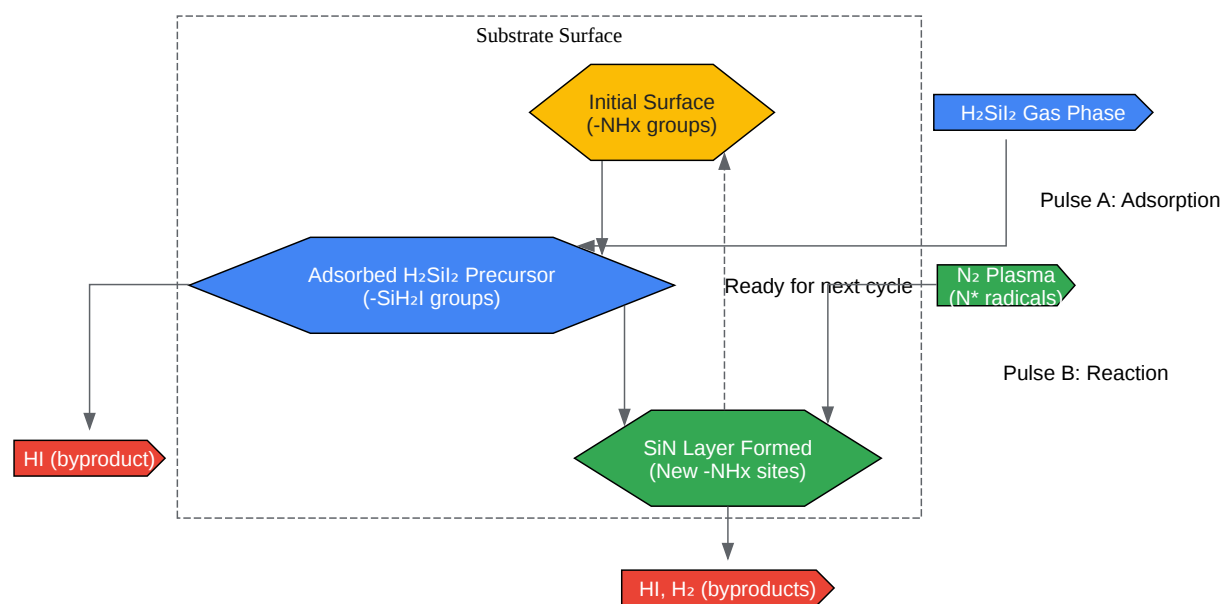 Substrate Surface
Initial Surface
(-NHx groups)
H₂SiI₂ Gas Phase
Pulse A: Adsorption
Adsorbed H₂SiI₂ Precursor
(-SiH₂I groups)
Ready for next cycle
N₂ Plasma
(N* radicals)
Pulse B: Reaction
HI (byproduct)
SiN Layer Formed
(New -NHx sites)
HI, H₂ (byproducts)